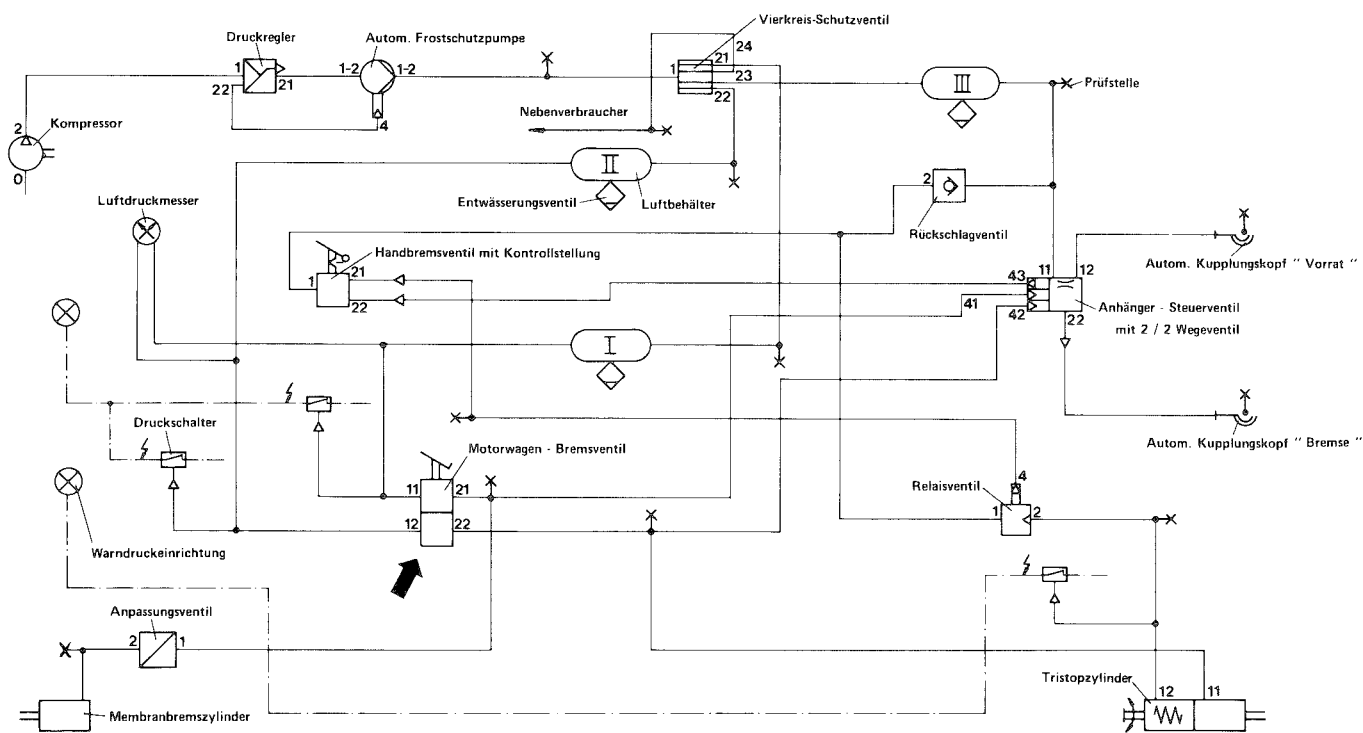 Vierkreis-Schutzventil
Druckregler
Autom. Frostschutzpumpe
24
21
1
1-2
1-2
1
23
21
22
22
III
Prüfstelle
4
Nebenverbraucher
2
Kompressor
0
II
2
Luftdruckmesser
Entwässerungsventil
Luftbehälter
Rückschlagventil
Handbremsventil mit Kontrollstellung
21
1
22
43
11
12
Autom. Kupplungskopf " Vorrat "
41
42
Anhänger - Steuerventil
22
mit 2 / 2 Wegeventil
I
Druckschalter
Autom. Kupplungskopf " Bremse "
Motorwagen - Bremsventil
11
21
4
Relaisventil
12
22
1
2
Warndruckeinrichtung
Anpassungsventil
2
1
Tristopzylinder
12
11
Membranbremszylinder